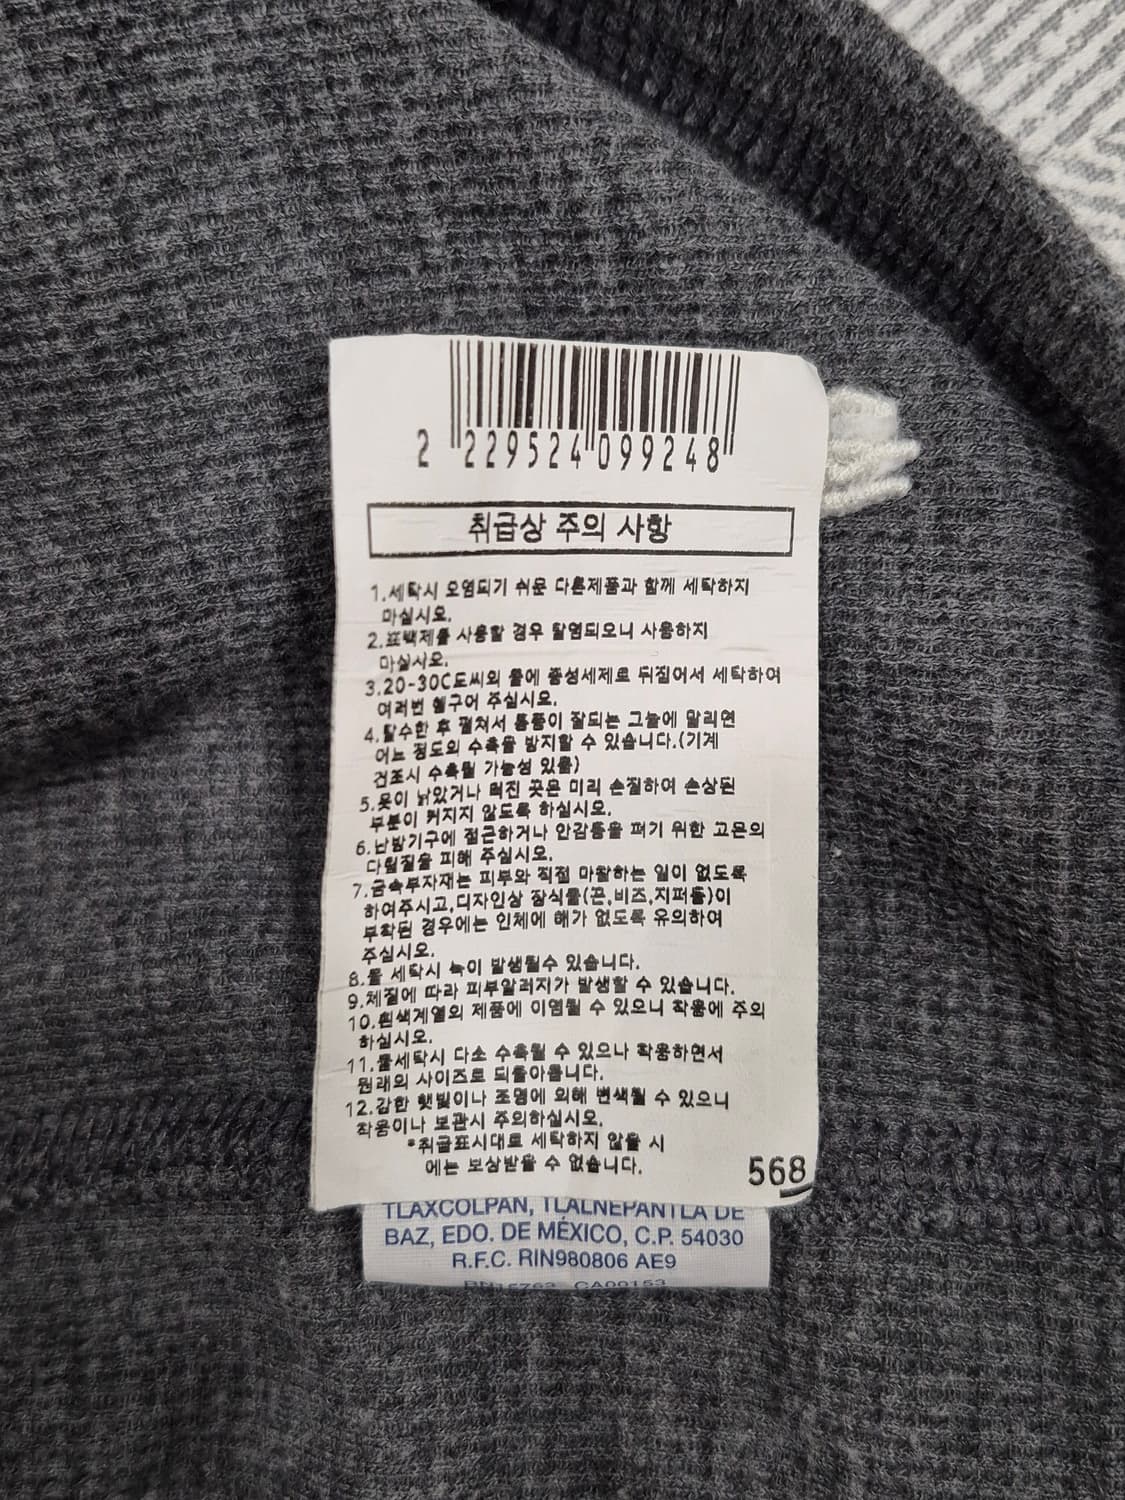 2 229524 099248
취급상 주의 사항
1.세탁시 오염되기 쉬운 다른제품과 함께 세탁하지
마십시오.
2.표백제를 사용할 경우 탈염되오니 사용하지
마십시오.
3.20-30C도씨의 물에 중성세제로 뒤집어서 세탁하여
여러번 헹구어 주십시오.
4.탈수한 후 펼쳐서 통풍이 잘되는 그늘에 말리면
어느 정도의 수축을 방지할 수 있습니다.(기계
건조시 수축될 가능성 있음)
5.옷이 낡았거나 터진 곳은 미리 손질하여 손상된
부분이 커지지 않도록 하십시오.
6.난방기구에 접근하거나 안감등을 펴기 위한 고온의
다림질을 피해 주십시오.
7.금속부자재는 피부와 직접 마찰하는 일이 없도록
하여주시고,디자인상 장식물(끈,비즈,지퍼등)이
부착된 경우에는 인체에 해가 없도록 유의하여
주십시오.
8.물 세탁시 녹이 발생될수 있습니다.
9.체질에 따라 피부알러지가 발생할 수 있습니다.
10.흰색계열의 제품에 이염될 수 있으니 착용에 주의
하십시오.
11.물세탁시 다소 수축될 수 있으나 착용하면서
원래의 사이즈로 되돌아옵니다.
12.강한 햇빛이나 조명에 의해 변색될 수 있으니
착용이나 보관시 주의하십시오.
*취급표시대로 세탁하지 않을 시
에는 보상받을 수 없습니다.
568
TLAXCOLPAN, TLALNEPANTLA DE
BAZ, EDO. DE MÉXICO, C.P. 54030
R.F.C. RIN980806 AE9
RN15763 CA00153